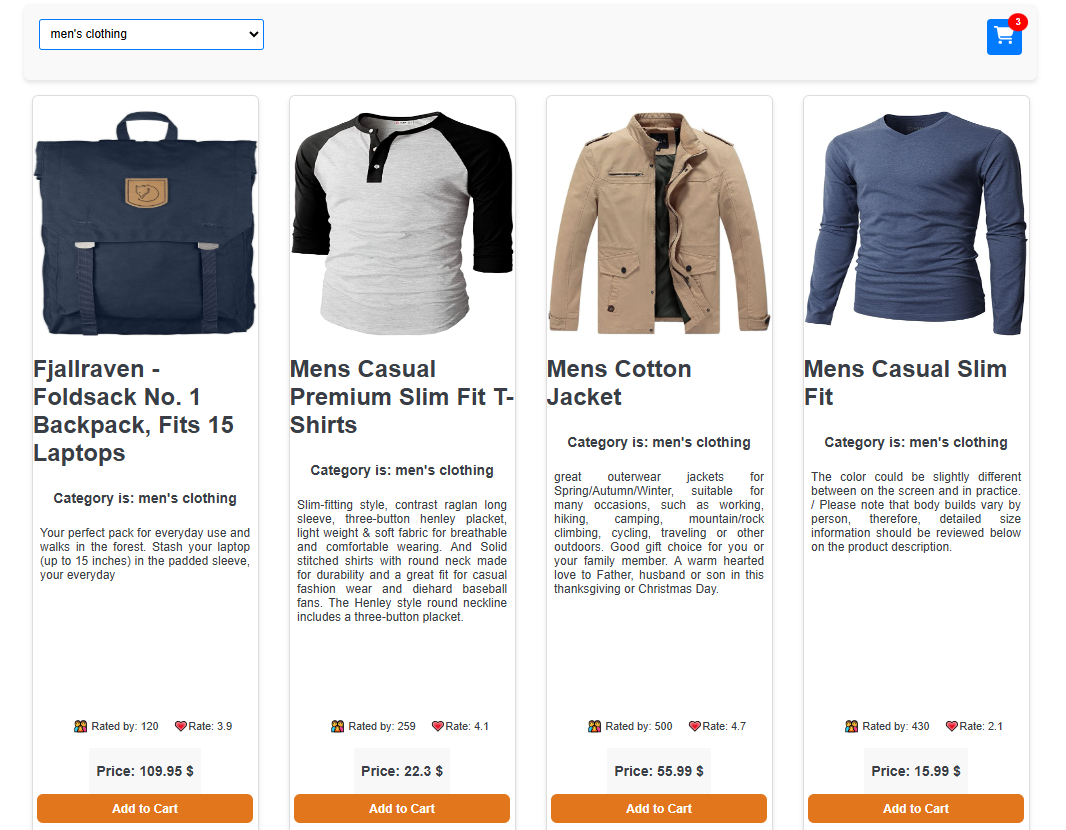 men's clothing
3
Fjallraven -
Foldsack No. 1
Backpack, Fits 15
Laptops
Category is: men's clothing
Your perfect pack for everyday use and
walks in the forest. Stash your laptop
(up to 15 inches) in the padded sleeve,
your everyday
Rated by: 120 Rate: 3.9
Price: 109.95 $
Add to Cart
Mens Casual
Premium Slim Fit T-
Shirts
Category is: men's clothing
Slim-fitting style, contrast raglan long
sleeve, three-button henley placket,
light weight & soft fabric for breathable
and comfortable wearing. And Solid
stitched shirts with round neck made
for durability and a great fit for casual
fashion wear and diehard baseball
fans. The Henley style round neckline
includes a three-button placket.
Rated by: 259 Rate: 4.1
Price: 22.3 $
Add to Cart
Mens Cotton
Jacket
Category is: men's clothing
great outerwear jackets for
Spring/Autumn/Winter, suitable for
many occasions, such as working,
hiking, camping, mountain/rock
climbing, cycling, traveling or other
outdoors. Good gift choice for you or
your family member. A warm hearted
love to Father, husband or son in this
thanksgiving or Christmas Day.
Rated by: 500 Rate: 4.7
Price: 55.99 $
Add to Cart
Mens Casual Slim
Fit
Category is: men's clothing
The color could be slightly different
between on the screen and in practice.
/ Please note that body builds vary by
person, therefore, detailed size
information should be reviewed below
on the product description.
Rated by: 430 Rate: 2.1
Price: 15.99 $
Add to Cart